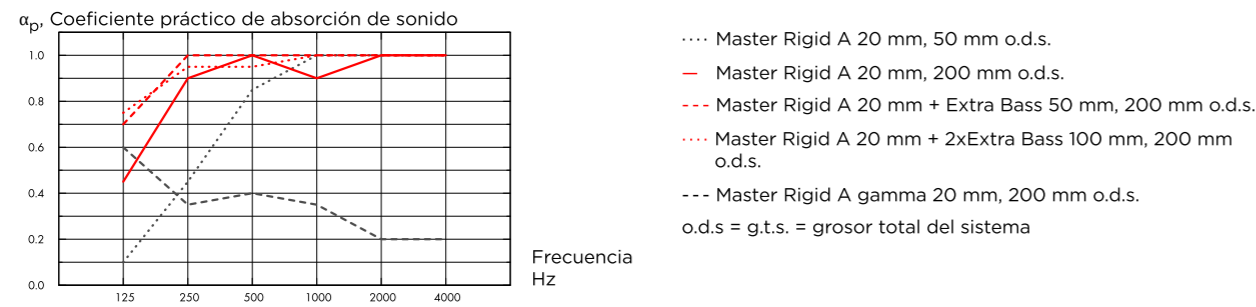 αp, Coeficiente práctico de absorción de sonido
1.0
0.8
0.6
0.4
0.2
0.0
125 250 500 1000 2000 4000
Frecuencia
Hz
Master Rigid A 20 mm, 50 mm o.d.s.
Master Rigid A 20 mm, 200 mm o.d.s.
Master Rigid A 20 mm + Extra Bass 50 mm, 200 mm o.d.s.
Master Rigid A 20 mm + 2xExtra Bass 100 mm, 200 mm
o.d.s.
Master Rigid A gamma 20 mm, 200 mm o.d.s.
o.d.s = g.t.s. = grosor total del sistema